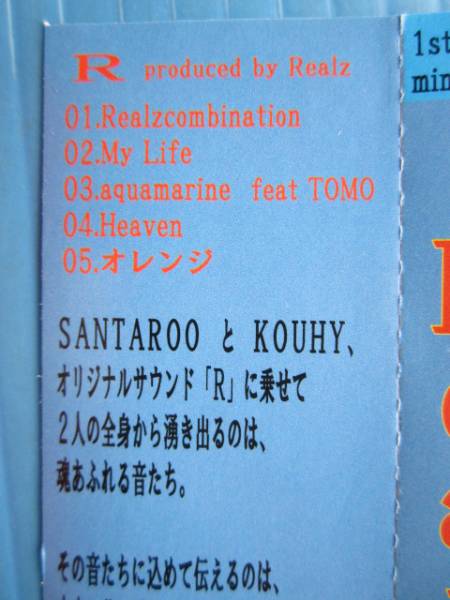 R produced by Realz
01.Realzcombination
02.My Life
03.aquamarine feat TOMO
04.Heaven
05.オレンジ
SANTAROO と KOUHY、
オリジナルサウンド「R」に乗せて
2人の全身から湧き出るのは、
魂あふれる音たち。
その音たちに込めて伝えるのは、
1st
min